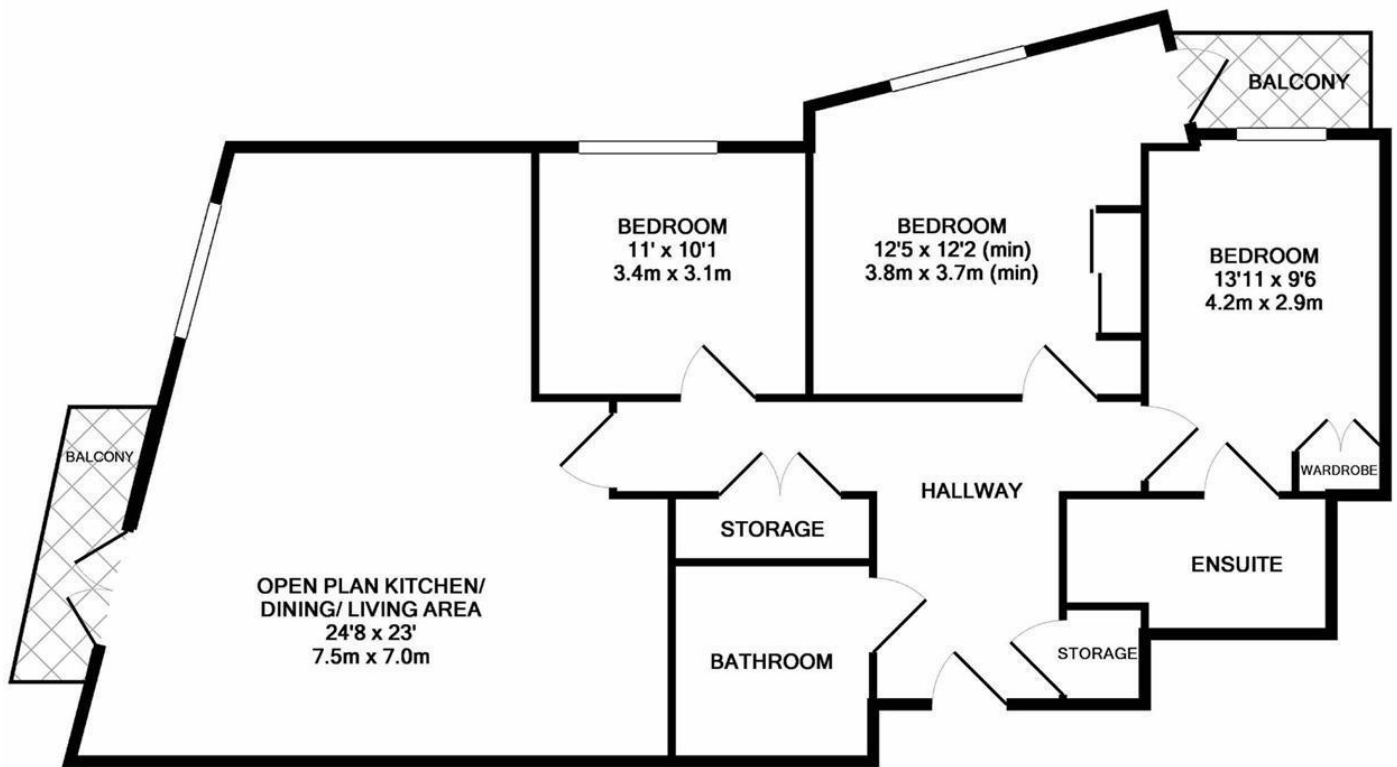 BALCONY
BEDROOM
11' x 10'1
3.4m x 3.1m
BEDROOM
12'5 x 12'2 (min)
3.8m x 3.7m (min)
BEDROOM
13'11 x 9'6
4.2m x 2.9m
BALCONY
WARDROBE
HALLWAY
STORAGE
ENSUITE
OPEN PLAN KITCHEN/
DINING/ LIVING AREA
24'8 x 23'
7.5m x 7.0m
BATHROOM
STORAGE